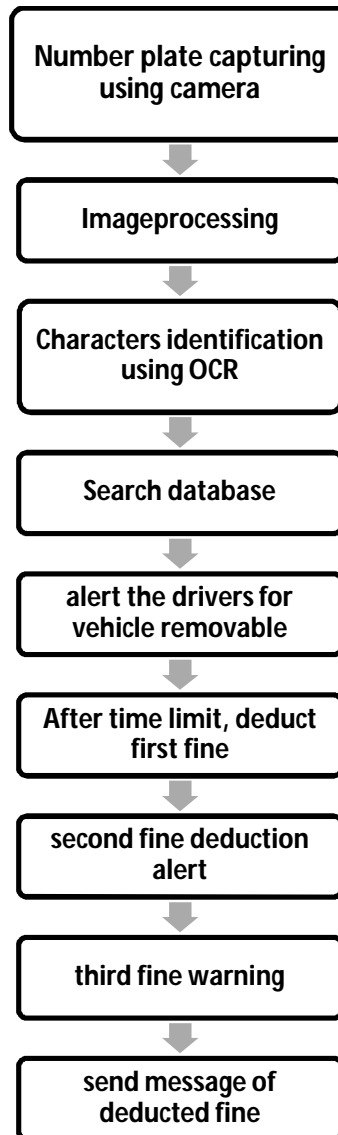 Number plate capturing
using camera
Imageprocessing
Characters identification
using OCR
Search database
alert the drivers for
vehicle removable
After time limit, deduct
first fine
second fine deduction
alert
third fine warning
send message of
deducted fine